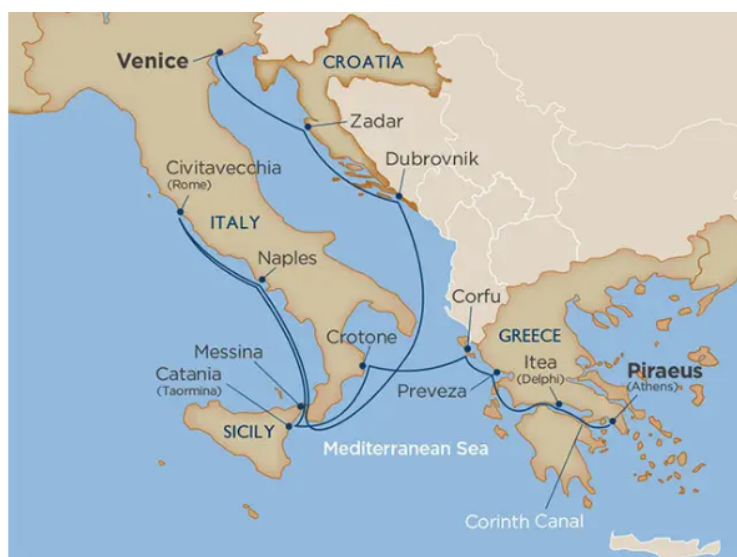 Venice
CROATIA
Zadar
Dubrovnik
Civitavecchia
(Rome)
ITALY
Naples
Corfu
Crotone
GREECE
Messina
Itea
(Delphi)
Catania
(Taormina)
Preveza
Piraeus
(Athens)
SICILY
Mediterranean Sea
Corinth Canal